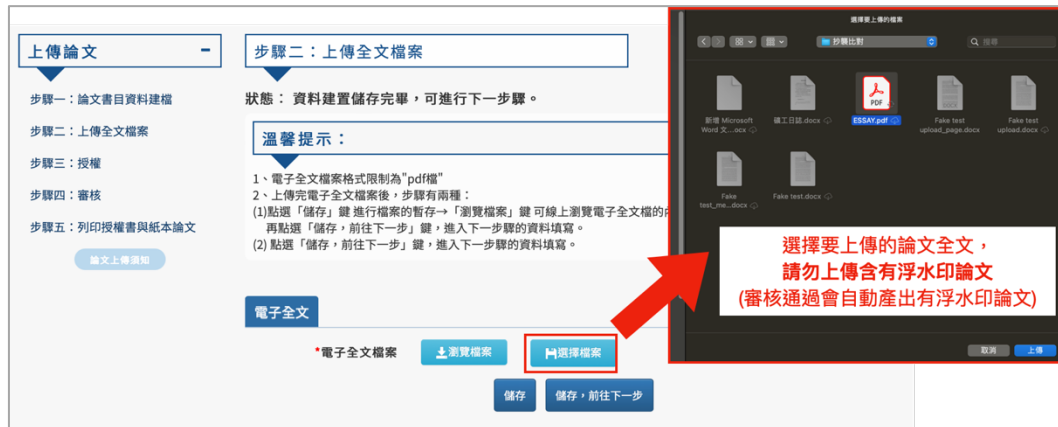 上傳論文
步驟一：論文書目資料建檔
步驟二：上傳全文檔案
步驟三：授權
步驟四：審核
步驟五：列印授權書與紙本論文
論文上傳須知
步驟二：上傳全文檔案
狀態： 資料建置儲存完畢，可進行下一步驟。
溫馨提示：
1、電子全文檔案格式限制為"pdf檔"
2、上傳完電子全文檔案後，步驟有兩種：
(1)點選「儲存」鍵 進行檔案的暫存→「瀏覽檔案」鍵 可線上瀏覽電子全文檔的
再點選「儲存，前往下一步」鍵，進入下一步驟的資料填寫。
(2) 點選「儲存，前往下一步」鍵，進入下一步驟的資料填寫。
電子全文
*電子全文檔案
瀏覽檔案
選擇檔案
儲存
儲存，前往下一步
選擇要上傳的檔案
抄襲比對
搜尋
PDF
新增 Microsoft
Word 文...ocx
礦工日誌.docx
ESSAY.pdf
Fake test
upload_page.docx
Fake test
upload.docx
Fake
test_me...docx
Fake test.docx
選擇要上傳的論文全文，
請勿上傳含有浮水印論文
(審核通過會自動產出有浮水印論文)
取消
上傳